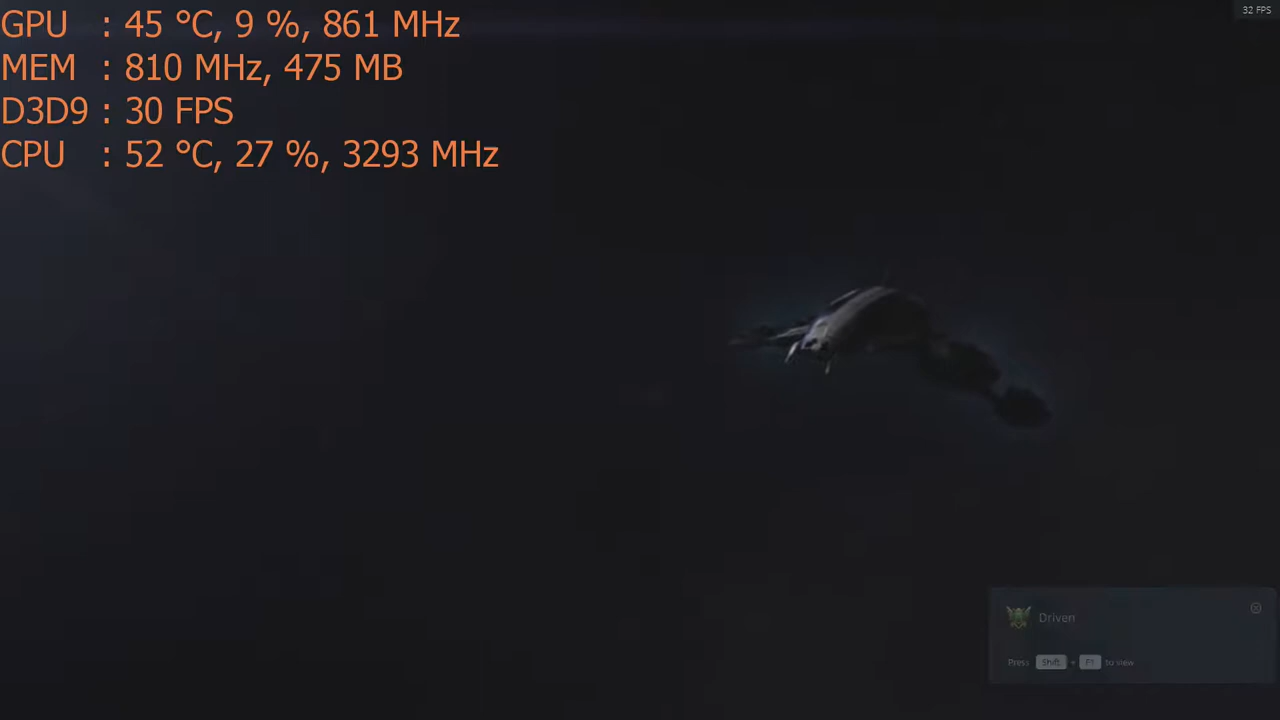 32 FPS
GPU : 45 °C, 9 %, 861 MHz
MEM : 810 MHz, 475 MB
D3D9 : 30 FPS
CPU : 52 °C, 27 %, 3293 MHz
Driven
Press Shift + F1 to view